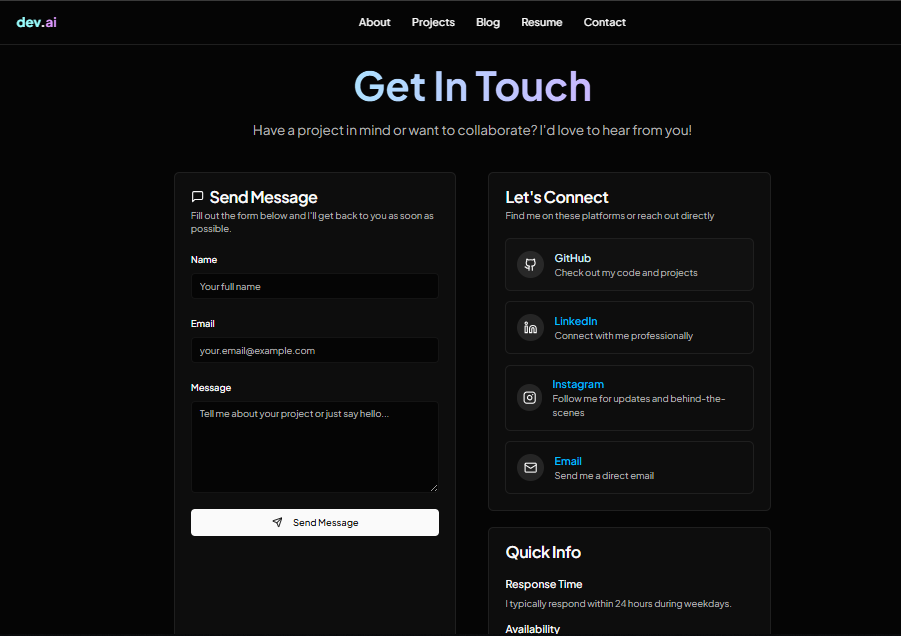 dev.ai
About Projects Blog Resume Contact
Get In Touch
Have a project in mind or want to collaborate? I'd love to hear from you!
Send Message
Fill out the form below and I'll get back to you as soon as
possible.
Name
Your full name
Email
your.email@example.com
Message
Tell me about your project or just say hello...
Send Message
Let's Connect
Find me on these platforms or reach out directly
GitHub
Check out my code and projects
LinkedIn
Connect with me professionally
Instagram
Follow me for updates and behind-the-
scenes
Email
Send me a direct email
Quick Info
Response Time
I typically respond within 24 hours during weekdays.
Availability